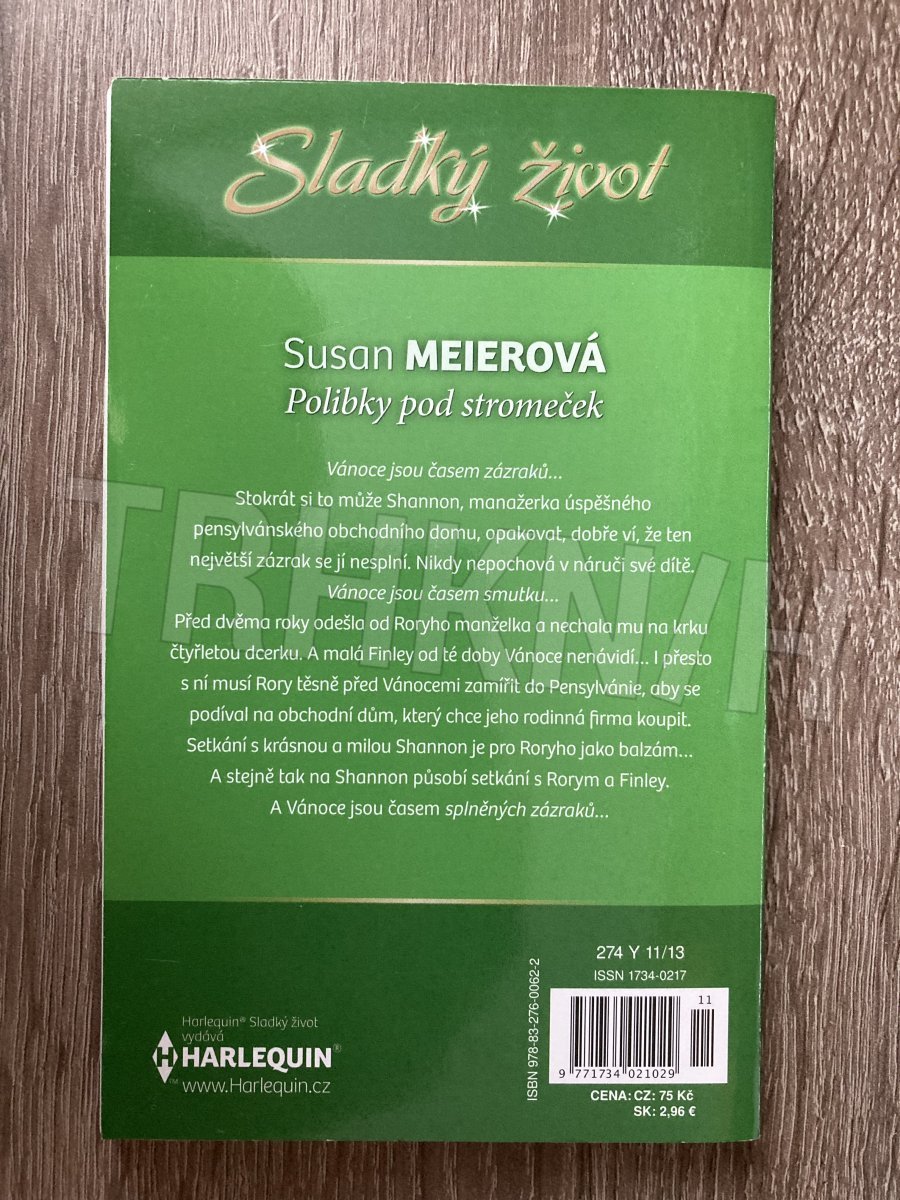 Sladký život
Susan MEIEROVÁ
Polibky pod stromeček
Vánoce jsou časem zázraků...
Stokrát si to může Shannon, manažerka úspěšného
pensylvánského obchodního domu, opakovat, dobře ví, že ten
největší zázrak se jí nesplní. Nikdy nepochová v náruči své dítě.
Vánoce jsou časem smutku...
Před dvěma roky odešla od Roryho manželka a nechala mu na krku
čtyřletou dcerku. A malá Finley od té doby Vánoce nenávidí... I přesto
s ní musí Rory těsně před Vánocemi zamířit do Pensylvánie, aby se
podíval na obchodní dům, který chce jeho rodinná firma koupit.
Setkání s krásnou a milou Shannon je pro Roryho jako balzám...
A stejně tak na Shannon působí setkání s Rorym a Finley.
A Vánoce jsou časem splněných zázraků...
TRHKNIH
274 Y 11/13
ISSN 1734-0217
11
ISBN 978-83-276-0062-2
9 771734 021029
CENA: CZ: 75 Kč
SK: 2,96 €
Harlequin® Sladký život
vydává
HARLEQUIN®
™
www.Harlequin.cz